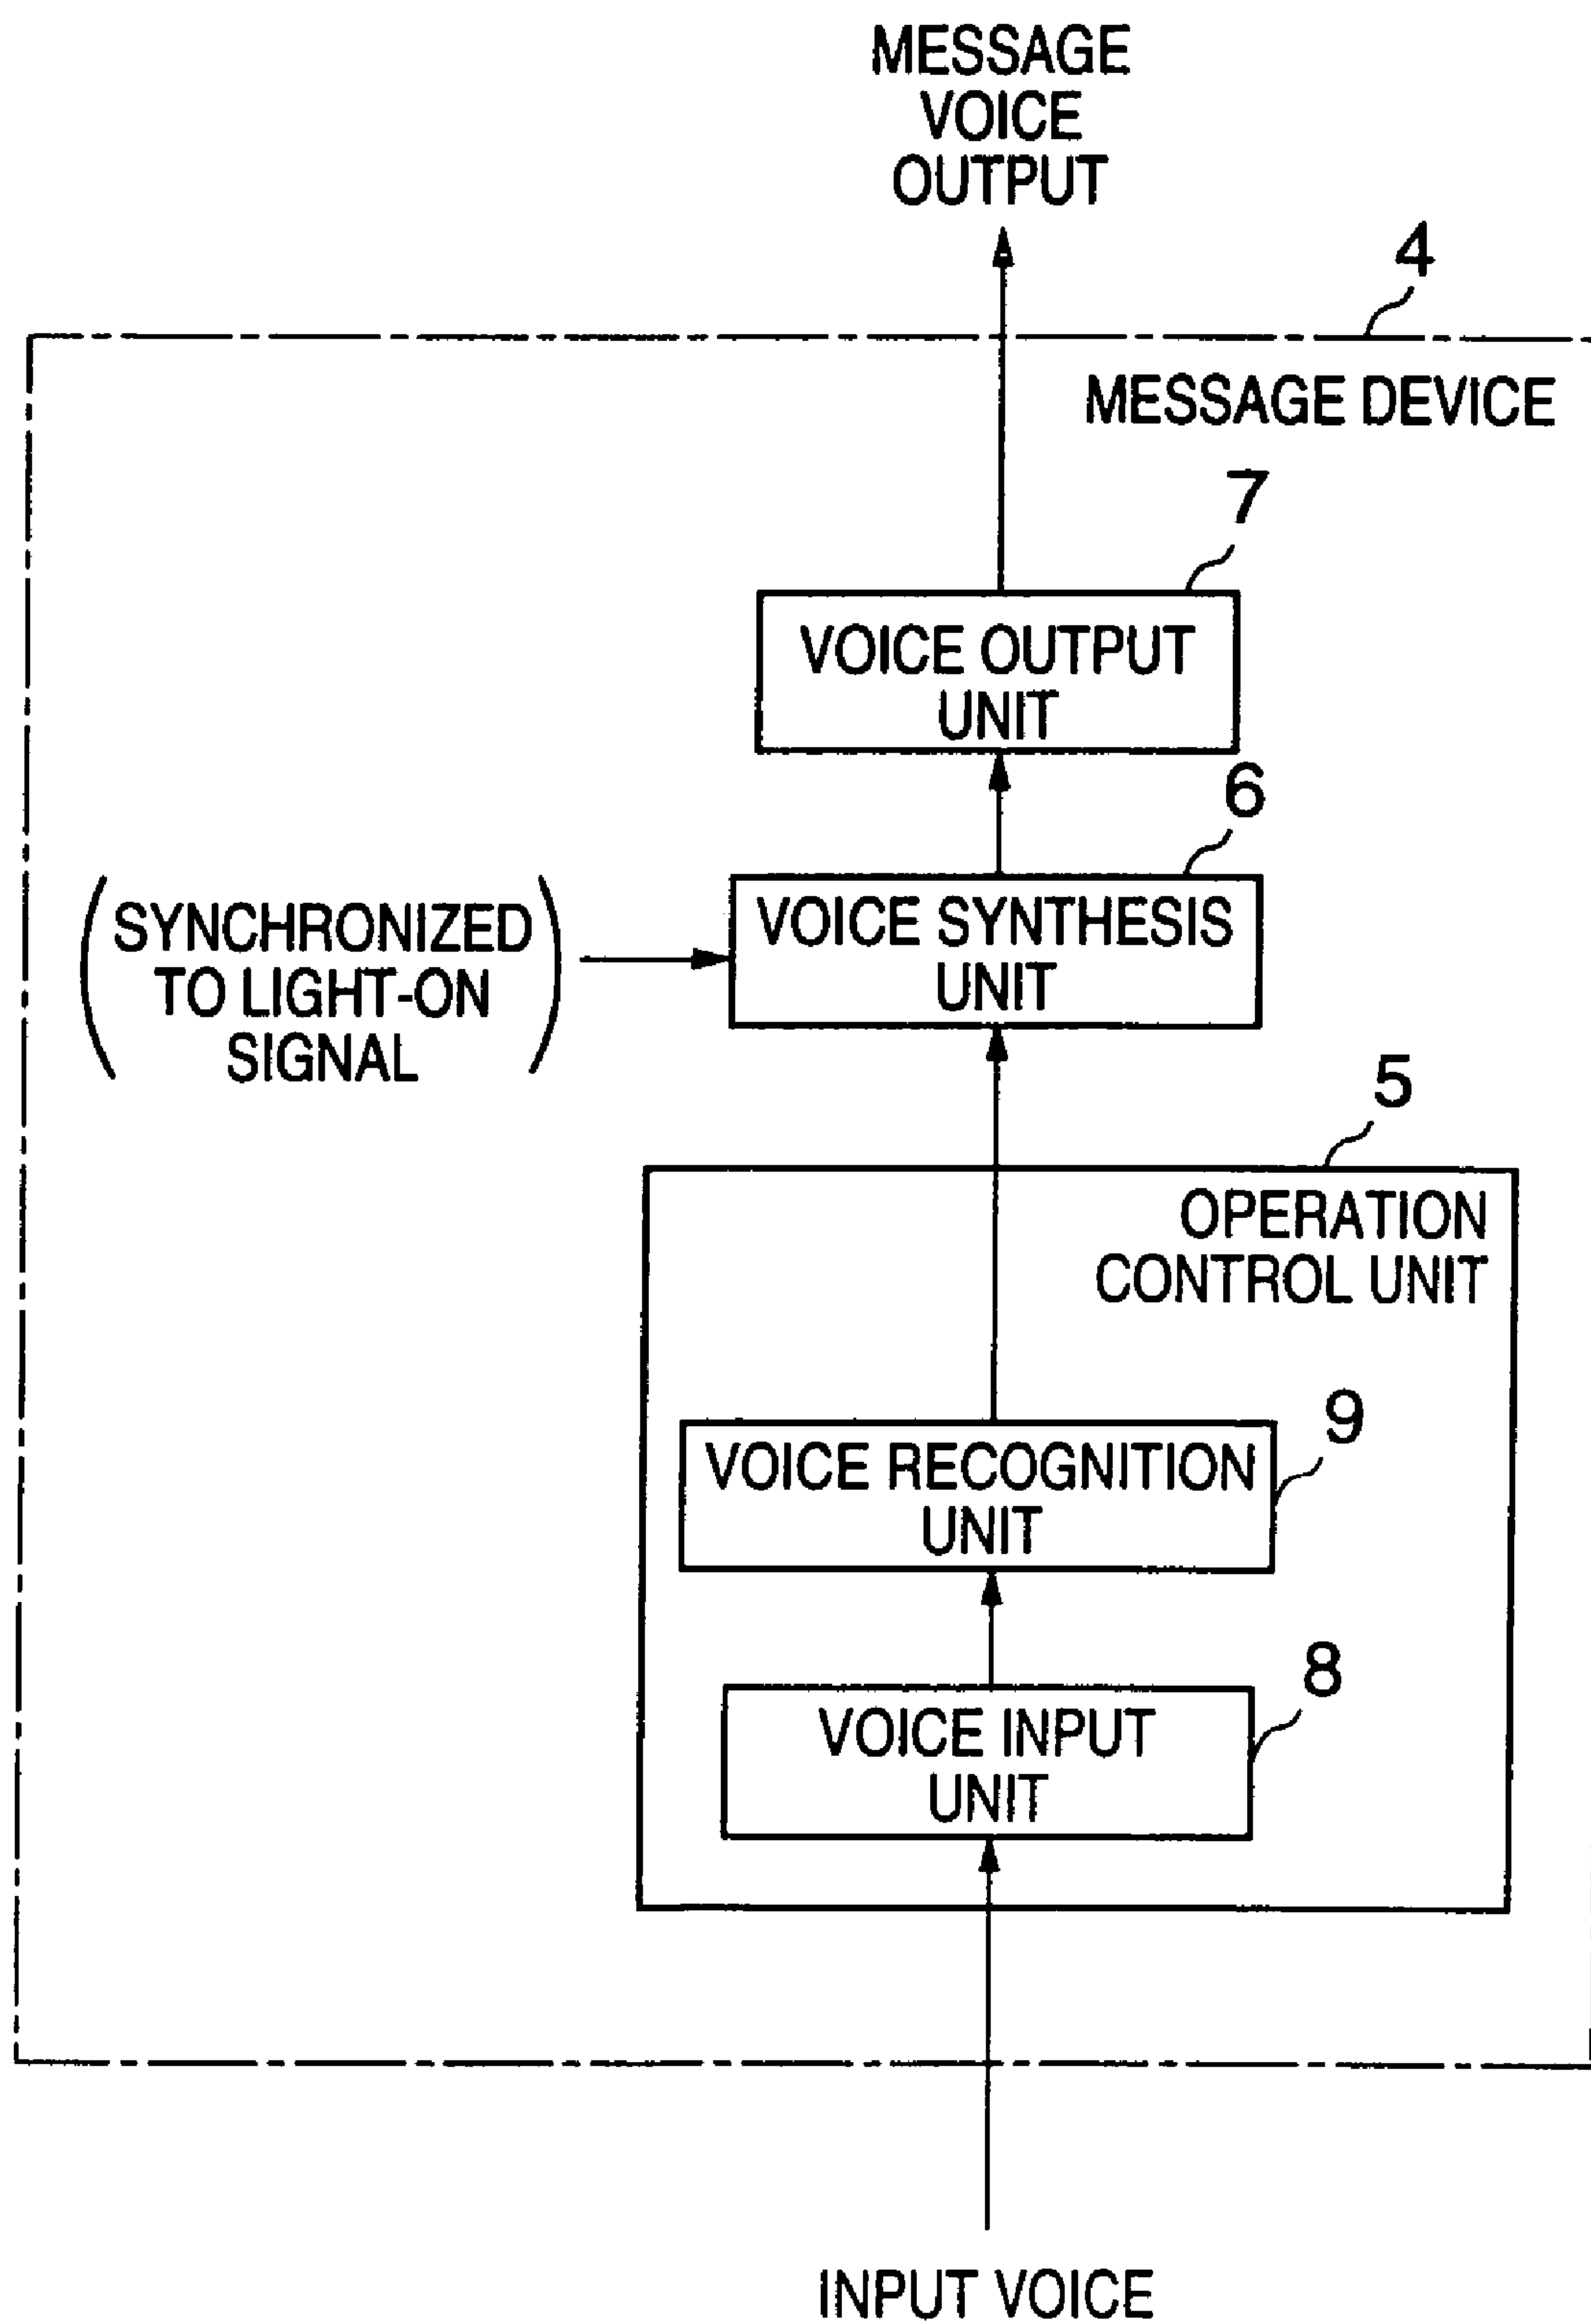 MESSAGE
VOICE
OUTPUT
4
MESSAGE DEVICE
7
VOICE OUTPUT
UNIT
6
VOICE SYNTHESIS
UNIT
(SYNCHRONIZED
TO LIGHT-ON
SIGNAL)
5
OPERATION
CONTROL UNIT
9
VOICE RECOGNITION
UNIT
8
VOICE INPUT
UNIT
INPUT VOICE